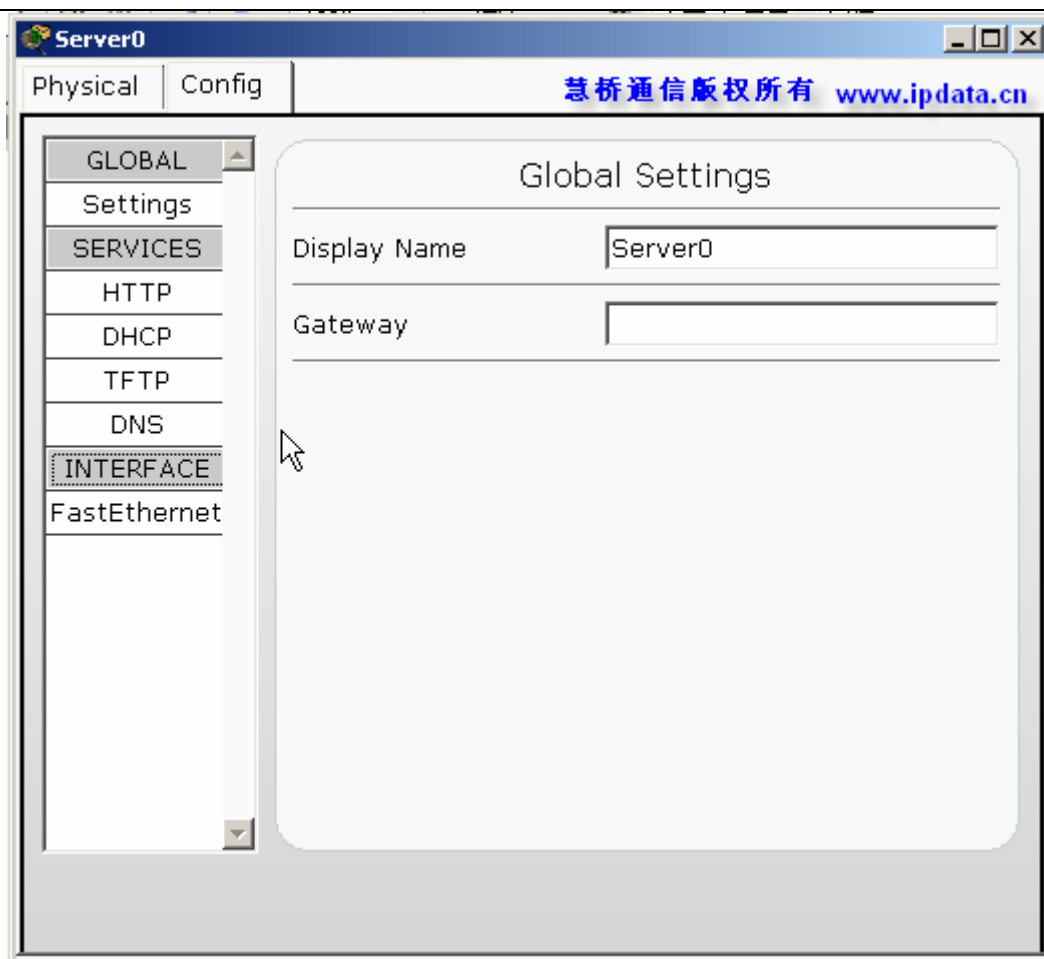 Server0
Physical Config 慧桥通信版权所有 www.ipdata.cn
GLOBAL
Settings
SERVICES
HTTP
DHCP
TFTP
DNS
INTERFACE
FastEthernet
Global Settings
Display Name Server0
Gateway